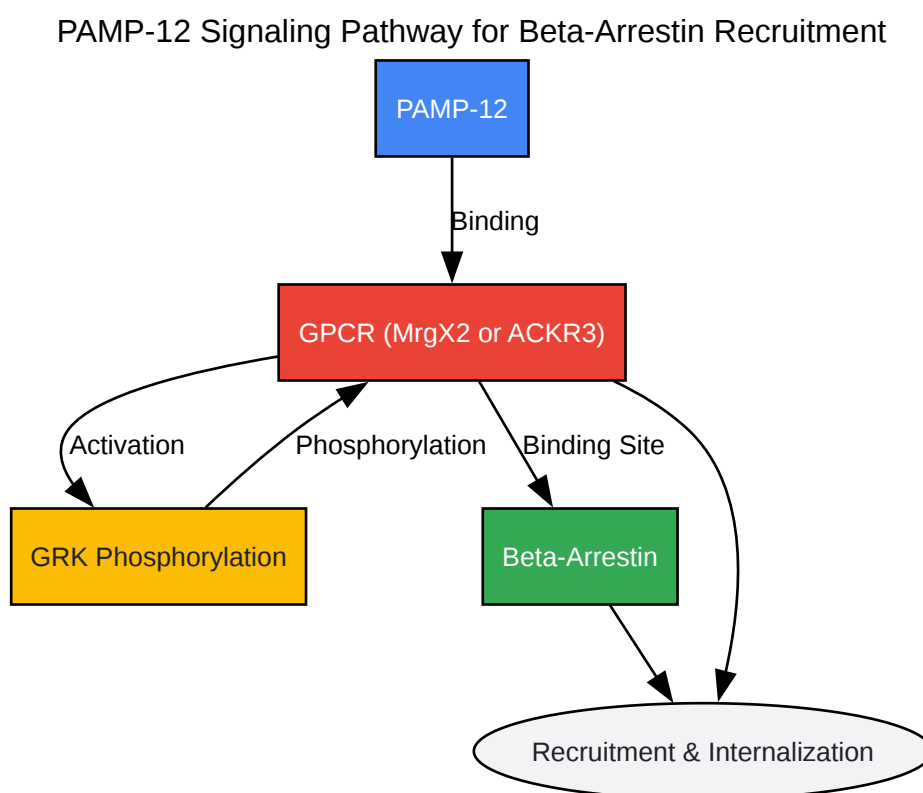 PAMP-12 Signaling Pathway for Beta-Arrestin Recruitment
PAMP-12
Binding
GPCR (MrgX2 or ACKR3)
Activation
Phosphorylation
Binding Site
GRK Phosphorylation
Beta-Arrestin
Recruitment & Internalization